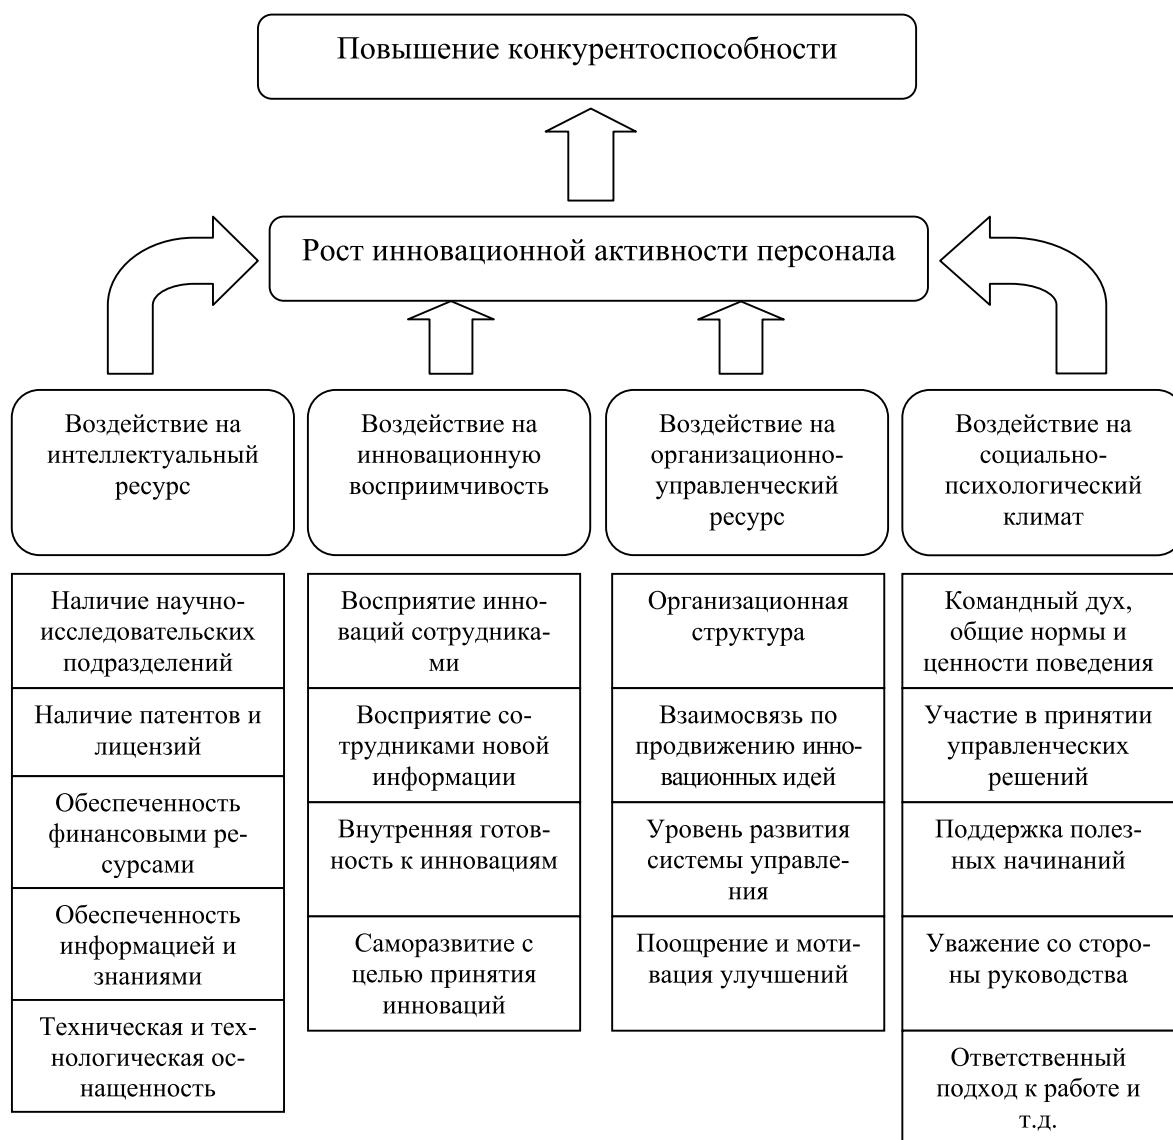 Повышение конкурентоспособности
Рост инновационной активности персонала
Воздействие на
интеллектуальный
ресурс
Воздействие на
инновационную
восприимчивость
Воздействие на
организационно-
управленческий
ресурс
Воздействие на
социально-
психологический
климат
Наличие научно-
исследовательских
подразделений
Наличие патентов и
лицензий
Обеспеченность
финансовыми ре-
сурсами
Обеспеченность
информацией и
знаниями
Техническая и тех-
нологическая ос-
нащенность
Восприятие инно-
ваций сотрудника-
ми
Восприятие со-
трудниками новой
информации
Внутренняя готов-
ность к инновациям
Саморазвитие с
целью принятия
инноваций
Организационная
структура
Взаимосвязь по
продвижению инно-
вационных идей
Уровень развития
системы управле-
ния
Поощрение и моти-
вация улучшений
Командный дух,
общие нормы и
ценности поведения
Участие в принятии
управленческих
решений
Поддержка полез-
ных начинаний
Уважение со сторо-
ны руководства
Ответственный
подход к работе и
т.д.